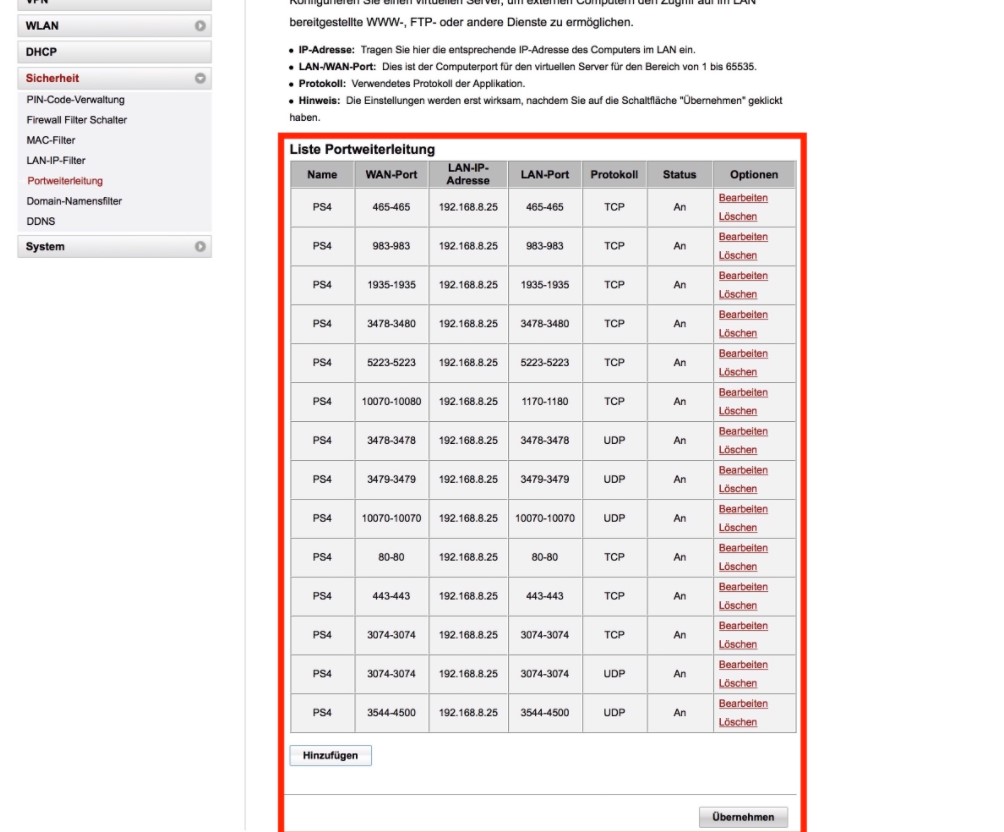 VPN
WLAN
DHCP
Sicherheit
PIN-Code-Verwaltung
Firewall Filter Schalter
MAC-Filter
LAN-IP-Filter
Portweiterleitung
Domain-Namensfilter
DDNS
System
Konfigurieren Sie einen virtuellen Server, um externen Computern den Zugriff auf im LAN
bereitgestellte WWW-, FTP- oder andere Dienste zu ermöglichen.
• IP-Adresse: Tragen Sie hier die entsprechende IP-Adresse des Computers im LAN ein.
• LAN-/WAN-Port: Dies ist der Computerport für den virtuellen Server für den Bereich von 1 bis 65535.
• Protokoll: Verwendetes Protokoll der Applikation.
• Hinweis: Die Einstellungen werden erst wirksam, nachdem Sie auf die Schaltfläche "Übernehmen" geklickt
haben.
Liste Portweiterleitung
Name WAN-Port LAN-IP-Adresse LAN-Port Protokoll Status Optionen
PS4 465-465 192.168.8.25 465-465 TCP An Bearbeiten Löschen
PS4 983-983 192.168.8.25 983-983 TCP An Bearbeiten Löschen
PS4 1935-1935 192.168.8.25 1935-1935 TCP An Bearbeiten Löschen
PS4 3478-3480 192.168.8.25 3478-3480 TCP An Bearbeiten Löschen
PS4 5223-5223 192.168.8.25 5223-5223 TCP An Bearbeiten Löschen
PS4 10070-10080 192.168.8.25 1170-1180 TCP An Bearbeiten Löschen
PS4 3478-3478 192.168.8.25 3478-3478 UDP An Bearbeiten Löschen
PS4 3479-3479 192.168.8.25 3479-3479 UDP An Bearbeiten Löschen
PS4 10070-10070 192.168.8.25 10070-10070 UDP An Bearbeiten Löschen
PS4 80-80 192.168.8.25 80-80 TCP An Bearbeiten Löschen
PS4 443-443 192.168.8.25 443-443 TCP An Bearbeiten Löschen
PS4 3074-3074 192.168.8.25 3074-3074 TCP An Bearbeiten Löschen
PS4 3074-3074 192.168.8.25 3074-3074 UDP An Bearbeiten Löschen
PS4 3544-4500 192.168.8.25 3544-4500 UDP An Bearbeiten Löschen
Hinzufügen
Übernehmen